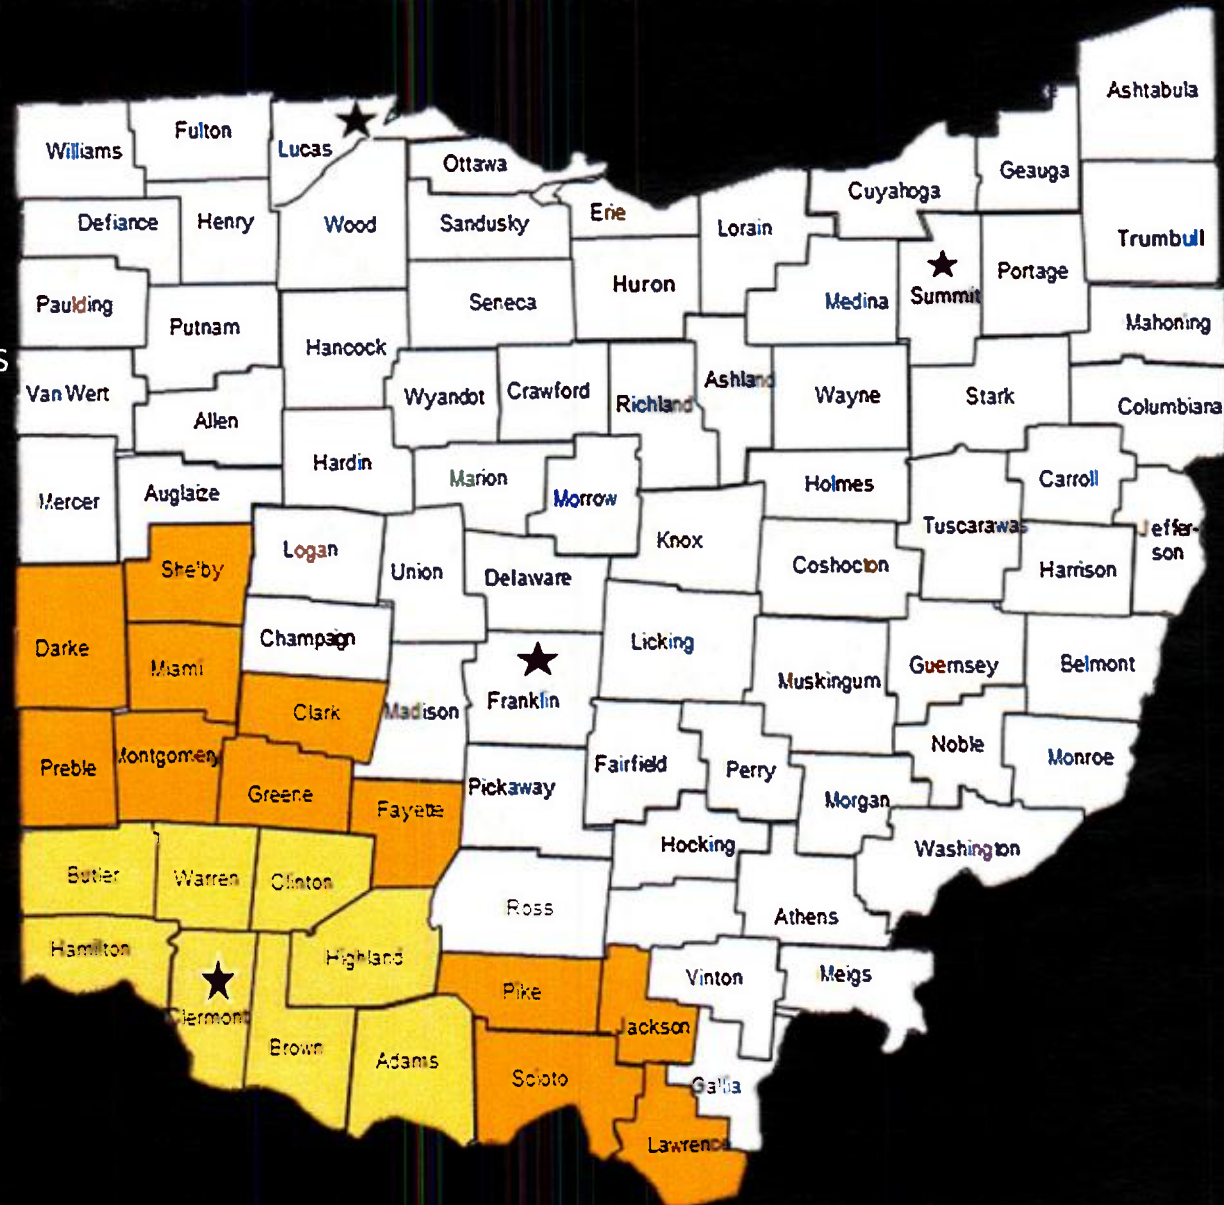 Ashtabula
Williams
Fulton
Lucas
Ottawa
Cuyahoga
Geauga
Defiance
Henry
Wood
Sandusky
Erie
Lorain
Trumbull
Paulding
Putnam
Hancock
Seneca
Huron
Medina
Summit
Portage
Mahoning
s
Van Wert
Allen
Wyandot
Crawford
Richland
Ashland
Wayne
Stark
Columbiana
Mercer
Auglaize
Hardin
Marion
Morrow
Holmes
Carroll
Knox
Tuscarawas
Jeffer-
son
Shelby
Logan
Union
Delaware
Coshocton
Harrison
Darke
Miami
Champaign
Licking
Muskingum
Guernsey
Belmont
Clark
Madison
Franklin
Preble
Montgomery
Greene
Fayette
Pickaway
Fairfield
Perry
Morgan
Noble
Monroe
Butler
Warren
Clinton
Ross
Hocking
Athens
Washington
Hamilton
Clermont
Highland
Pike
Jackson
Vinton
Meigs
Brown
Adams
Scioto
Gallia
Lawrence